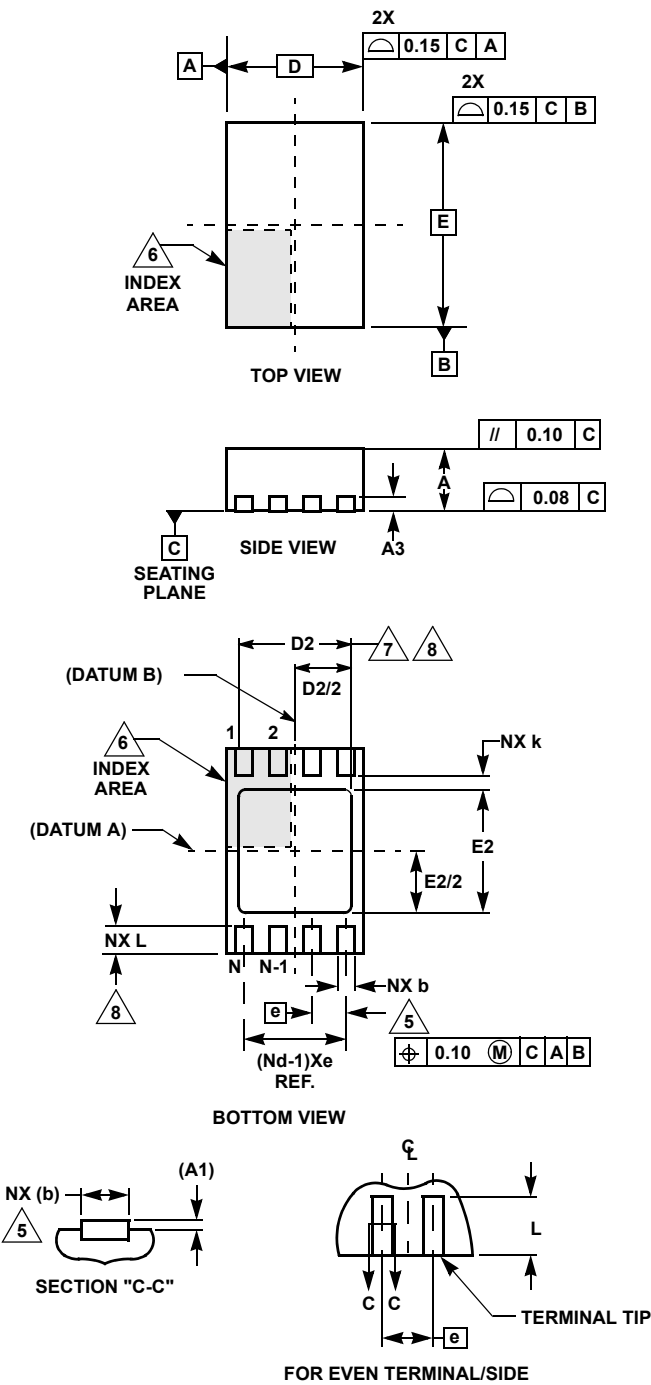 2X
0.15 C A
A
D
2X
0.15 C B
E
6
INDEX
AREA
B
TOP VIEW
// 0.10 C
A
0.08 C
C
SEATING
PLANE
SIDE VIEW
A3
D2
7 8
(DATUM B)
D2/2
1 2
6
INDEX
AREA
NX k
(DATUM A)
E2
E2/2
NX L
8
N N-1
NX b
e
5
(Nd-1)Xe
REF.
0.10 M C A B
BOTTOM VIEW
(A1)
NX (b)
5
SECTION "C-C"
CL
L
C C
TERMINAL TIP
e
FOR EVEN TERMINAL/SIDE